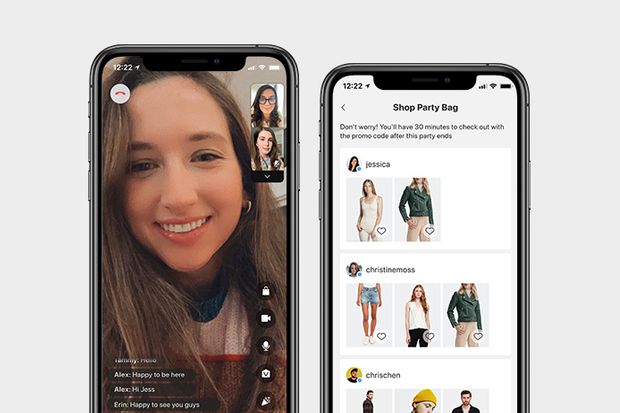 12:22
Tammy: Hello
Alex: Happy to be here
Alex: Hi Jess
Erin: Happy to see you guys
12:22
Shop Party Bag
Don't worry! You'll have 30 minutes to check out with
the promo code after this party ends
jessica
christinemoss
chrischen